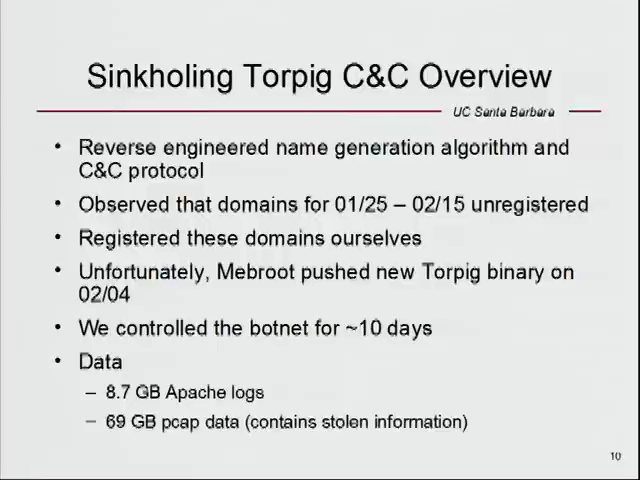 Sinkholing Torpig C&C Overview
UC Santa Barbara
• Reverse engineered name generation algorithm and
C&C protocol
• Observed that domains for 01/25 – 02/15 unregistered
• Registered these domains ourselves
• Unfortunately, Mebroot pushed new Torpig binary on
02/04
• We controlled the botnet for ~10 days
• Data
– 8.7 GB Apache logs
– 69 GB pcap data (contains stolen information)
10